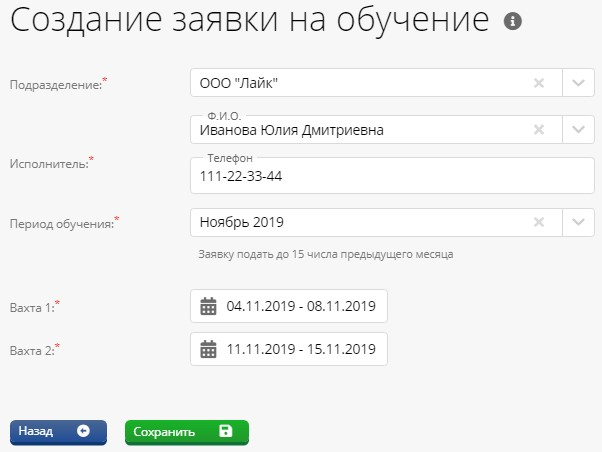 Создание заявки на обучение
Подразделение:*
ООО "Лайк"
Ф.И.О.
Иванова Юлия Дмитриевна
Исполнитель:*
Телефон
111-22-33-44
Период обучения:*
Ноябрь 2019
Заявку подать до 15 числа предыдущего месяца
Вахта 1:*
04.11.2019 - 08.11.2019
Вахта 2:*
11.11.2019 - 15.11.2019
Назад
Сохранить